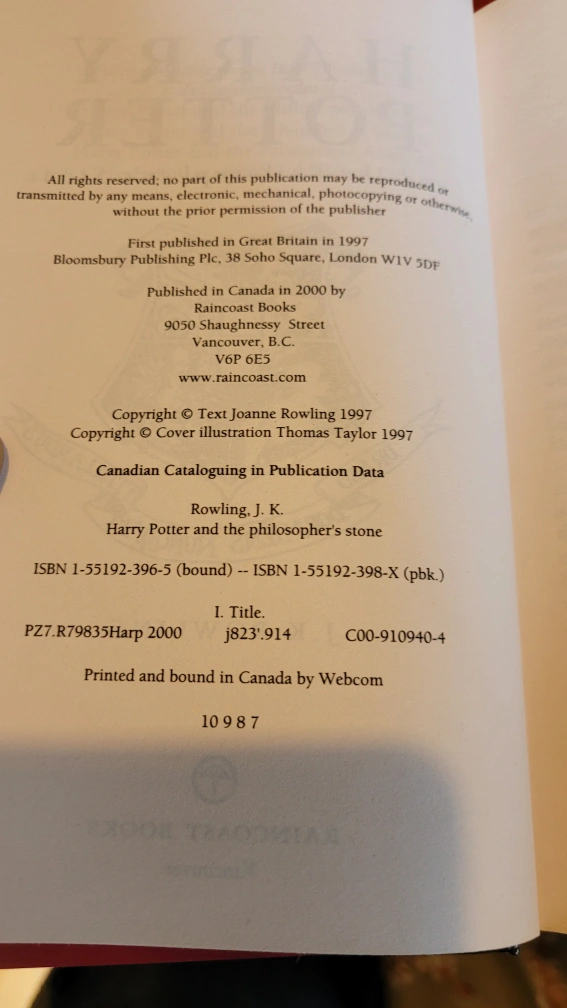 HARRY
POTTER
All rights reserved; no part of this publication may be reproduced or
transmitted by any means, electronic, mechanical, photocopying or otherwise,
without the prior permission of the publisher
First published in Great Britain in 1997
Bloomsbury Publishing Plc, 38 Soho Square, London W1V 5DF
Published in Canada in 2000 by
Raincoast Books
9050 Shaughnessy Street
Vancouver, B.C.
V6P 6E5
www.raincoast.com
Copyright © Text Joanne Rowling 1997
Copyright © Cover illustration Thomas Taylor 1997
Canadian Cataloguing in Publication Data
Rowling, J. K.
Harry Potter and the philosopher's stone
ISBN 1-55192-396-5 (bound) -- ISBN 1-55192-398-X (pbk.)
I. Title.
PZ7.R79835Harp 2000 j823'.914 C00-910940-4
Printed and bound in Canada by Webcom
10 9 8 7
RAINCOAST BOOKS
Vancouver